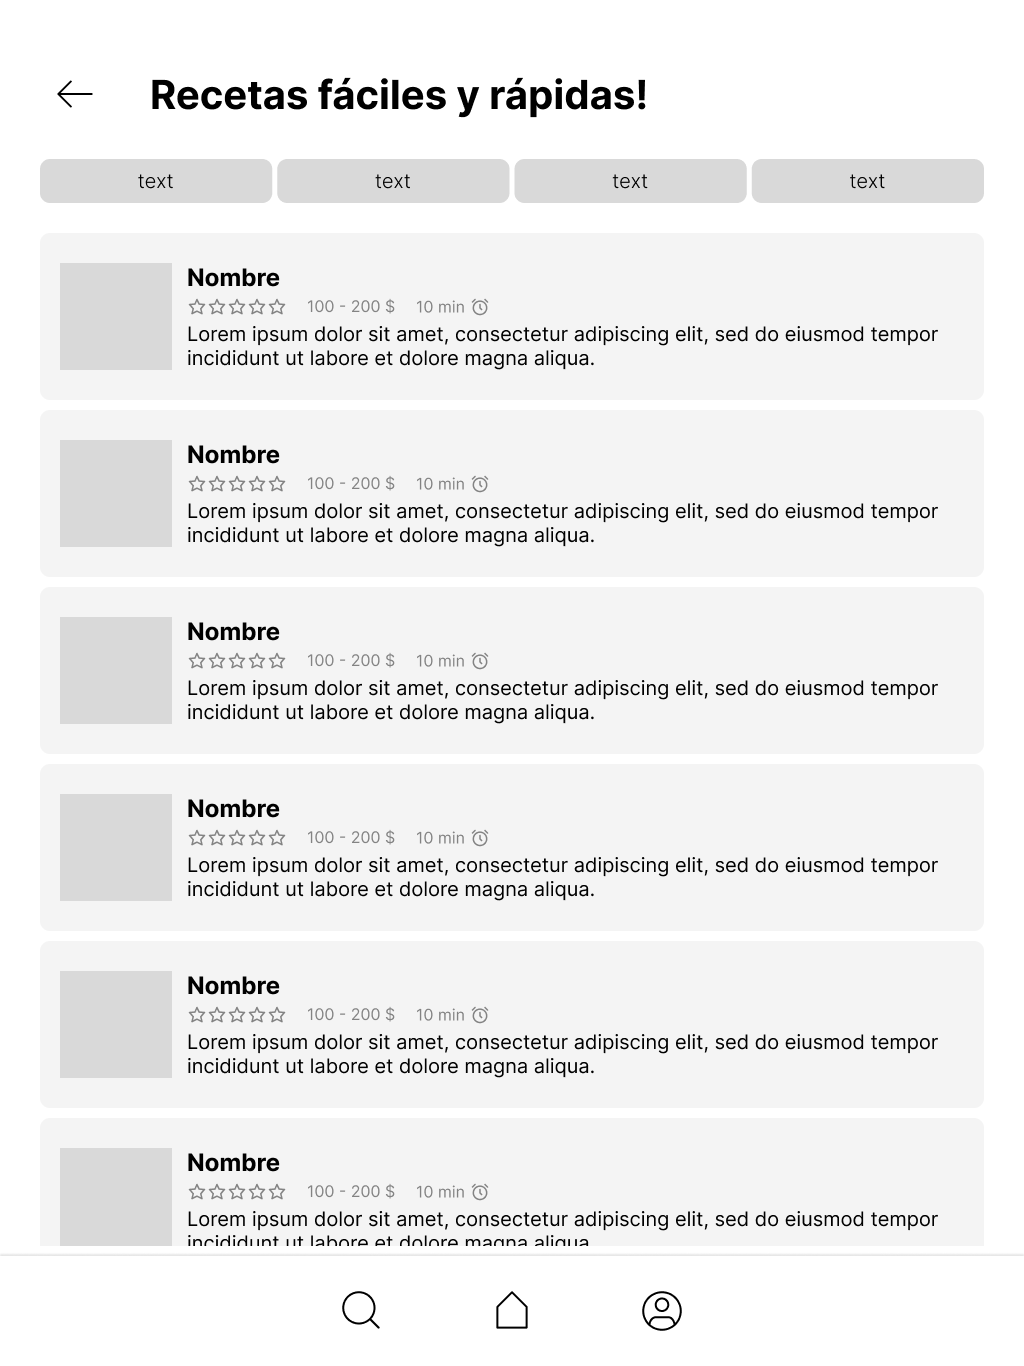 Recetas fáciles y rápidas!
text text text text
Nombre
100 - 200 $ 10 min
Lorem ipsum dolor sit amet, consectetur adipiscing elit, sed do eiusmod tempor
incididunt ut labore et dolore magna aliqua.
Nombre
100 - 200 $ 10 min
Lorem ipsum dolor sit amet, consectetur adipiscing elit, sed do eiusmod tempor
incididunt ut labore et dolore magna aliqua.
Nombre
100 - 200 $ 10 min
Lorem ipsum dolor sit amet, consectetur adipiscing elit, sed do eiusmod tempor
incididunt ut labore et dolore magna aliqua.
Nombre
100 - 200 $ 10 min
Lorem ipsum dolor sit amet, consectetur adipiscing elit, sed do eiusmod tempor
incididunt ut labore et dolore magna aliqua.
Nombre
100 - 200 $ 10 min
Lorem ipsum dolor sit amet, consectetur adipiscing elit, sed do eiusmod tempor
incididunt ut labore et dolore magna aliqua.
Nombre
100 - 200 $ 10 min
Lorem ipsum dolor sit amet, consectetur adipiscing elit, sed do eiusmod tempor
incididunt ut labore et dolore magna aliqua.